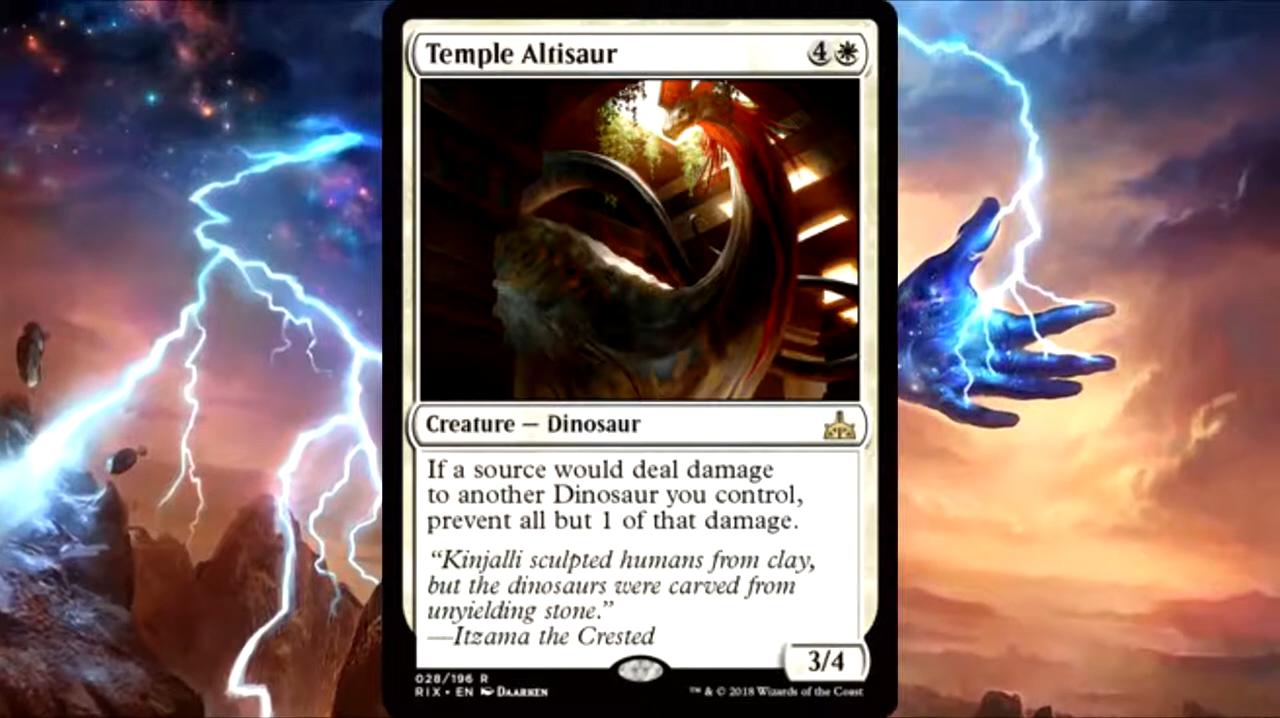 Temple Altisaur 4
Creature — Dinosaur
If a source would deal damage
to another Dinosaur you control,
prevent all but 1 of that damage.
“Kinjalli sculpted humans from clay,
but the dinosaurs were carved from
unyielding stone.”
—Itzama the Crested
3/4
028/196 R
RIX • EN Daarken
™ & © 2018 Wizards of the Coast